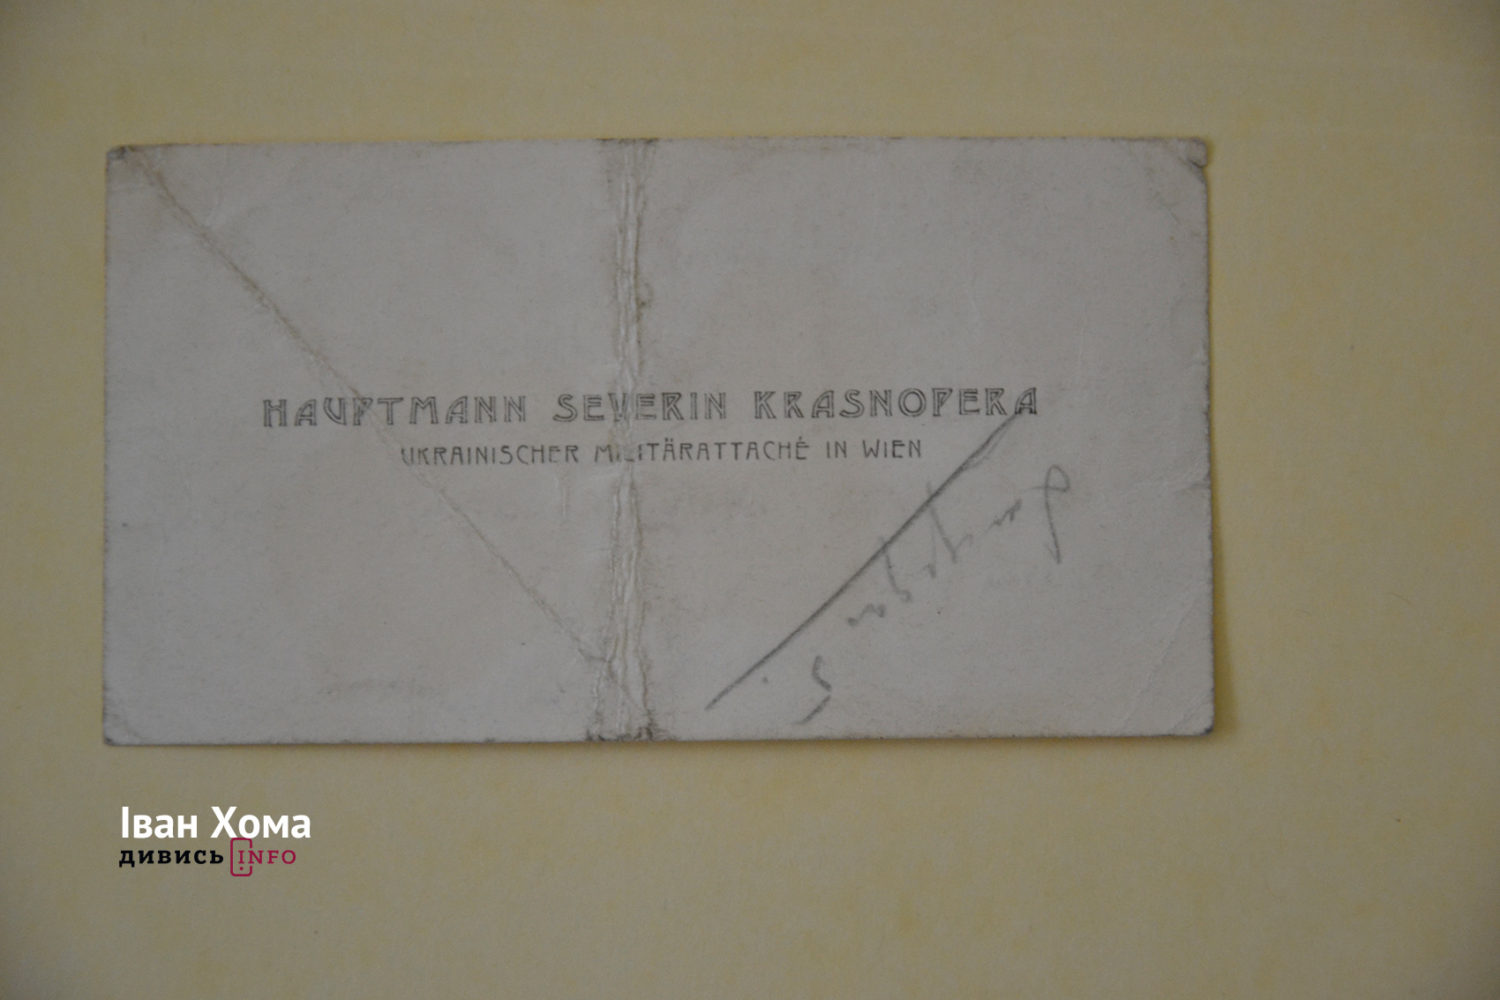 HAUPTMANN SEVERIN KRASNOPERA
UKRAINISCHER MILITÄRATTACHÉ IN WIEN
Іван Хома
дивись INFO